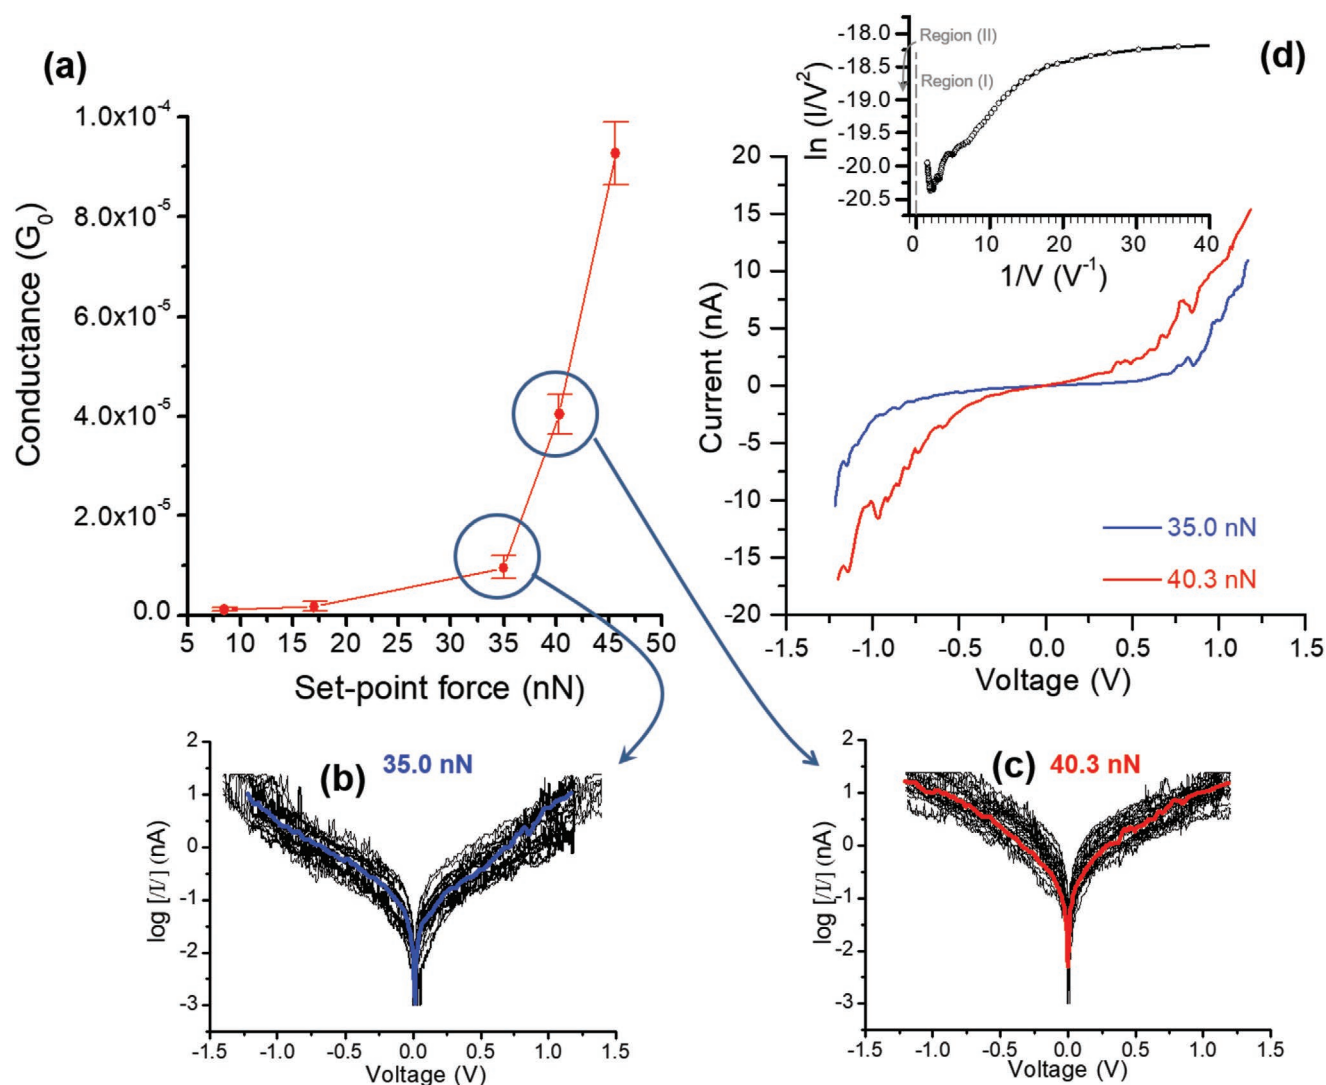 (a)
Conductance (G0)
1.0x10-4
8.0x10-5
6.0x10-5
4.0x10-5
2.0x10-5
0.0
5 10 15 20 25 30 35 40 45 50
Set-point force (nN)
(d)
ln (I/V2)
-18.0
-18.5
-19.0
-19.5
-20.0
-20.5
Region (II)
Region (I)
0 10 20 30 40
1/V (V-1)
Current (nA)
20
15
10
5
0
-5
-10
-15
-20
35.0 nN
40.3 nN
-1.5 -1.0 -0.5 0.0 0.5 1.0 1.5
Voltage (V)
(b)
35.0 nN
log [/I/] (nA)
2
1
0
-1
-2
-3
-1.5 -1.0 -0.5 0.0 0.5 1.0 1.5
Voltage (V)
(c)
40.3 nN
log [/I/] (nA)
2
1
0
-1
-2
-3
-1.5 -1.0 -0.5 0.0 0.5 1.0 1.5
Voltage (V)